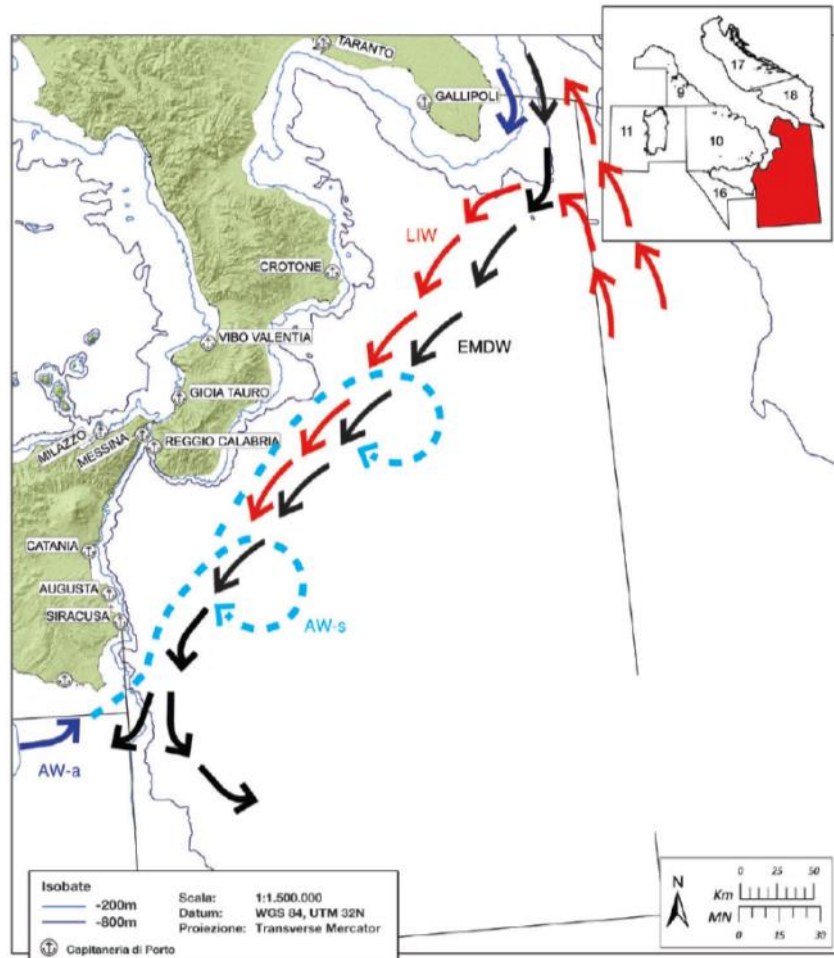 TARANTO
GALLIPOLI
17
9
18
11
10
16
LIW
CROTONE
EMDW
VIBO VALENTIA
GIOIA TAURO
MILAZZO
MESSINA
REGGIO CALABRIA
CATANIA
AUGUSTA
SIRACUSA
AW-s
AW-a
Isobate
-200m
-800m
Scala: 1:1.500.000
Datum: WGS 84, UTM 32N
Proiezione: Transverse Mercator
Capitaneria di Porto
N
0 25 50
Km
MN
0 15 30